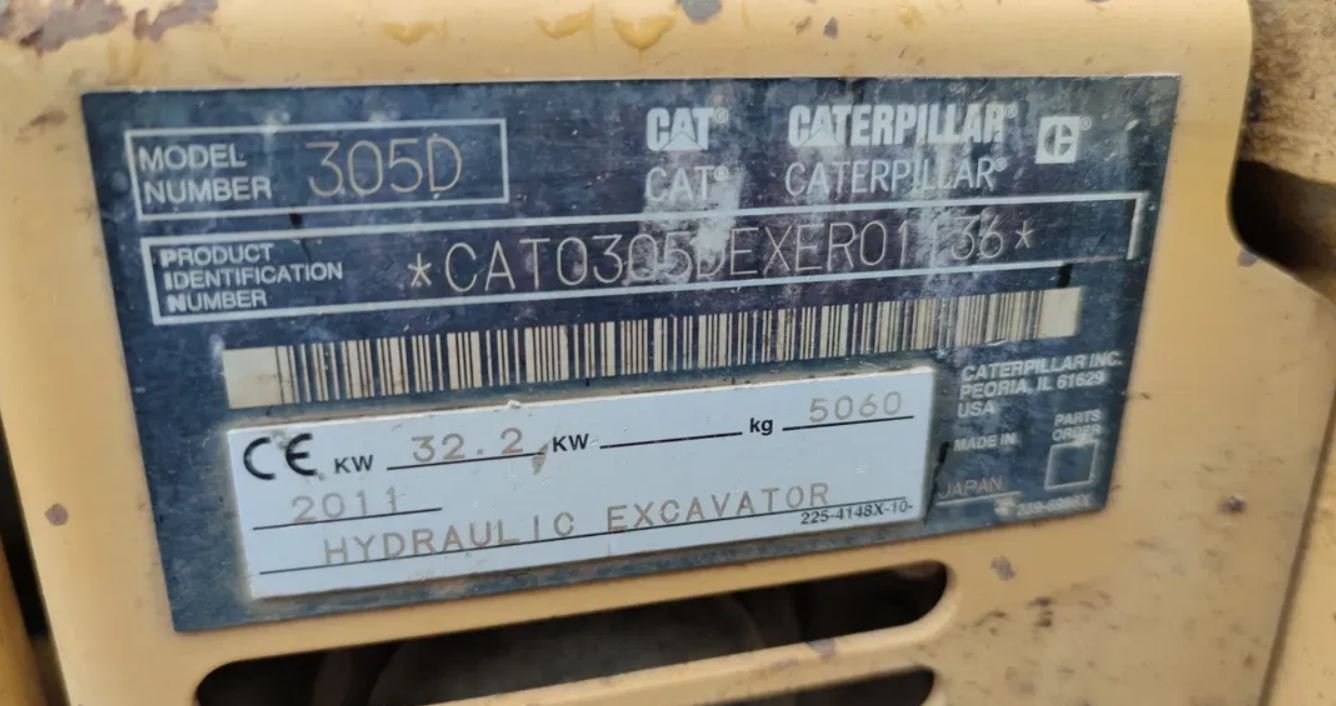 MODEL
NUMBER 305D
CAT® CATERPILLAR®
CAT® CATERPILLAR®
PRODUCT
IDENTIFICATION
NUMBER
CATERPILLAR INC.
PEORIA, IL 61629
USA
MADE IN
JAPAN
PARTS
ORDER
CE KW 32.2 KW kg 5060
2011
HYDRAULIC EXCAVATOR
225-4148X-10-